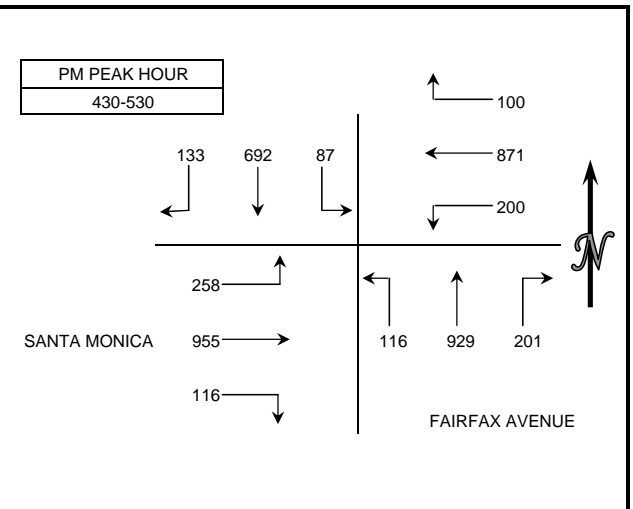 PM PEAK HOUR
430-530
100
133 692 87 871
200
N
258
SANTA MONICA 955 116 929 201
116
FAIRFAX AVENUE